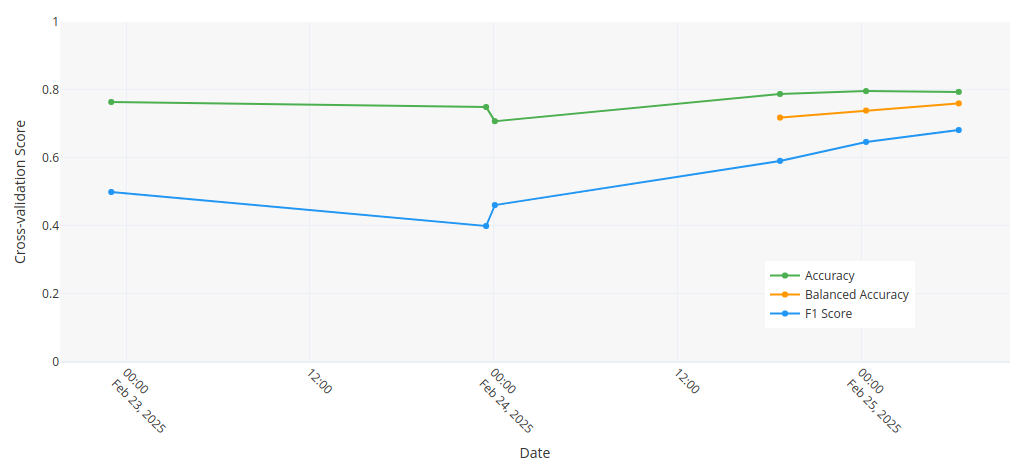 Cross-validation Score
1
0.8
0.6
0.4
0.2
0
Accuracy
Balanced Accuracy
F1 Score
00:00
Feb 23, 2025
12:00
00:00
Feb 24, 2025
12:00
00:00
Feb 25, 2025
Date